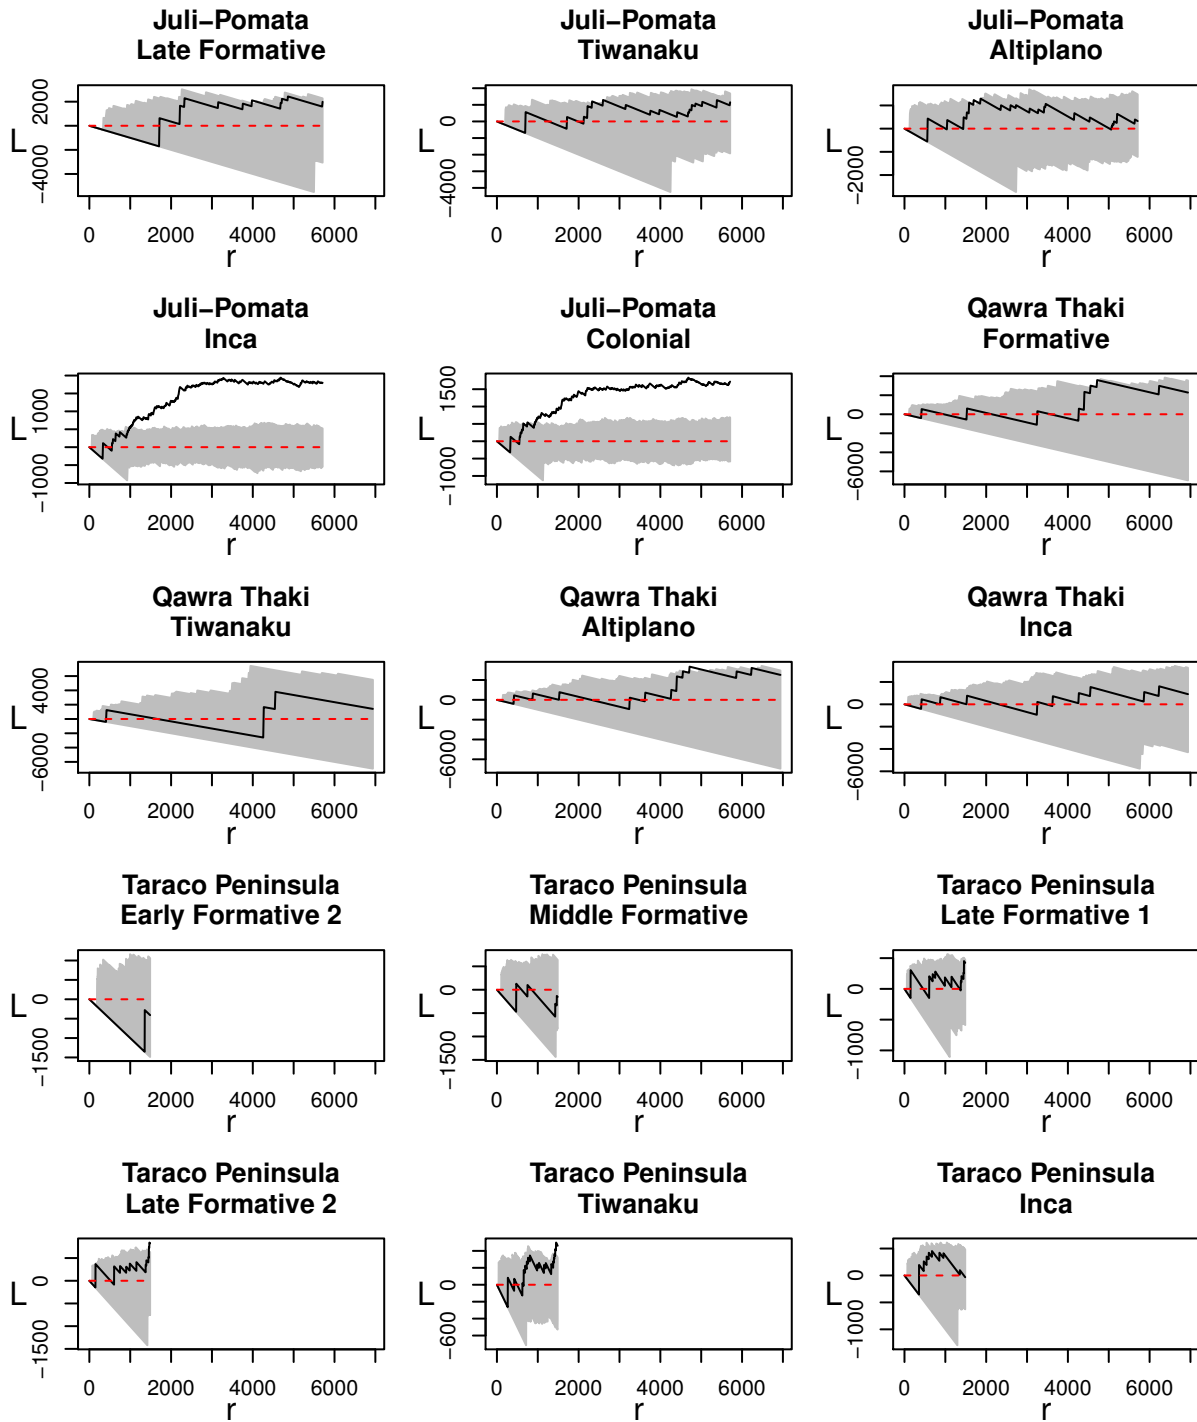 Juli−Pomata
Late Formative
Juli−Pomata
Tiwanaku
Juli−Pomata
Altiplano
L
−4000 2000
0 2000 4000 6000
r
L
−4000 0
0 2000 4000 6000
r
L
−2000
0 2000 4000 6000
r
Juli−Pomata
Inca
Juli−Pomata
Colonial
Qawra Thaki
Formative
L
−1000 1000
0 2000 4000 6000
r
L
−1000 1500
0 2000 4000 6000
r
L
−6000 0
0 2000 4000 6000
r
Qawra Thaki
Tiwanaku
Qawra Thaki
Altiplano
Qawra Thaki
Inca
L
−6000 4000
0 2000 4000 6000
r
L
−6000 0
0 2000 4000 6000
r
L
−6000 0
0 2000 4000 6000
r
Taraco Peninsula
Early Formative 2
Taraco Peninsula
Middle Formative
Taraco Peninsula
Late Formative 1
L
−1500 0
0 2000 4000 6000
r
L
−1500 0
0 2000 4000 6000
r
L
−1000 0
0 2000 4000 6000
r
Taraco Peninsula
Late Formative 2
Taraco Peninsula
Tiwanaku
Taraco Peninsula
Inca
L
−1500 0
0 2000 4000 6000
r
L
−600 0
0 2000 4000 6000
r
L
−1000 0
0 2000 4000 6000
r